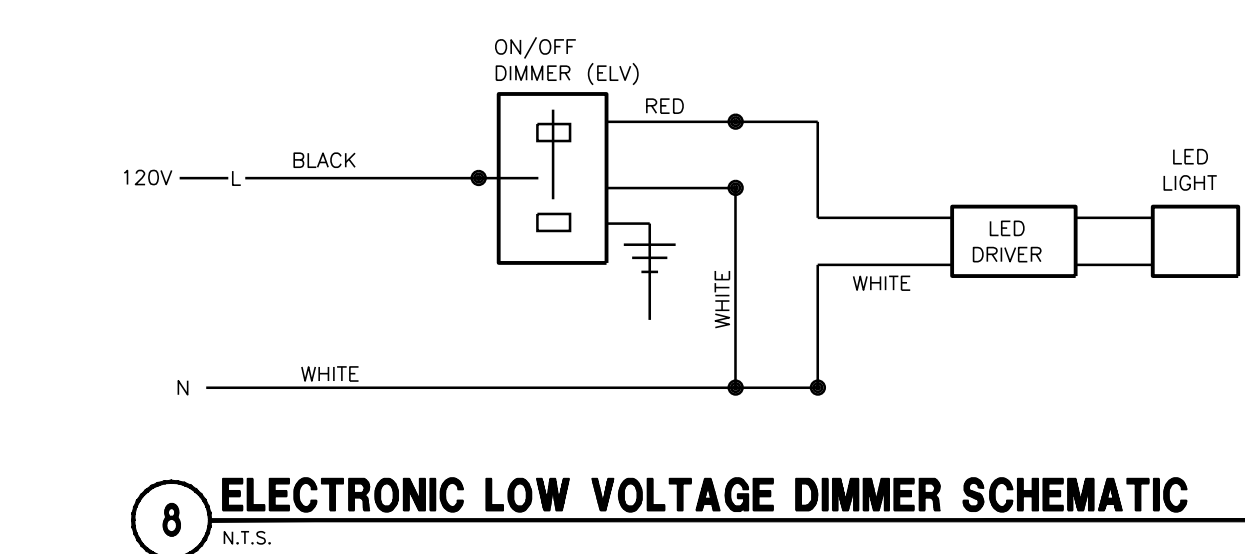 ON/OFF
DIMMER (ELV)
RED
BLACK
120V L
LED
LIGHT
LED
DRIVER
WHITE
WHITE
WHITE
N
8 ELECTRONIC LOW VOLTAGE DIMMER SCHEMATIC
N.T.S.